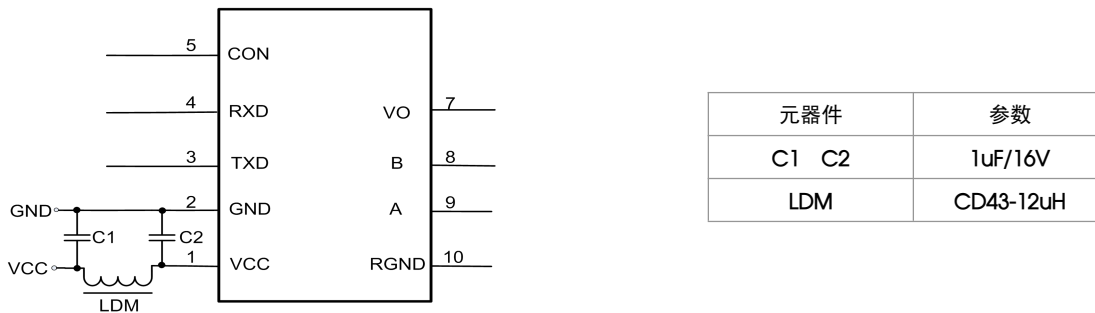 5 CON
4 RXD
3 TXD
GND 2 GND
C1 C2
VCC 1 VCC
LDM
VO 7
B 8
A 9
RGND 10
元器件 参数
C1 C2 1uF/16V
LDM CD43-12uH